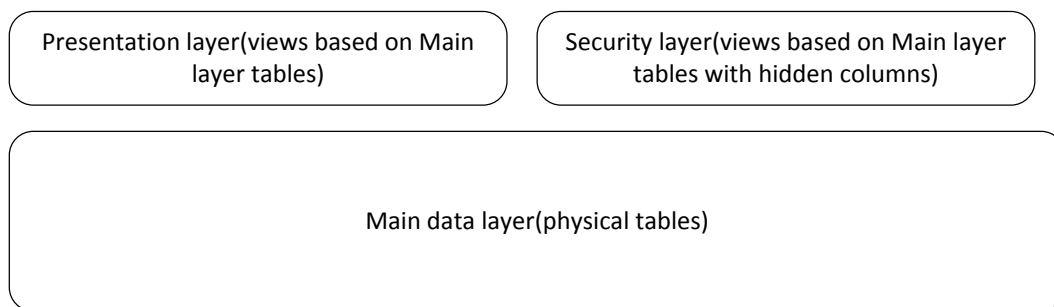 Presentation layer(views based on Main
layer tables)
Security layer(views based on Main layer
tables with hidden columns)
Main data layer(physical tables)